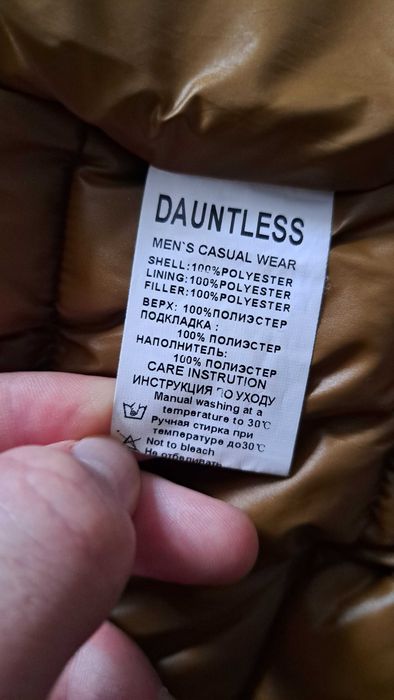 DAUNTLESS
MEN`S CASUAL WEAR
SHELL:100%POLYESTER
LINING:100%POLYESTER
FILLER:100%POLYESTER
ВЕРХ: 100%ПОЛИЭСТЕР
ПОДКЛАДКА :
100% ПОЛИЭСТЕР
НАПОЛНИТЕЛЬ:
100% ПОЛИЭСТЕР
CARE INSTRUTION
ИНСТРУКЦИЯ ПО УХОДУ
Manual washing at a
temperature to 30℃
Ручная стирка при
температуре до30℃
Not to bleach
Не отбеливать